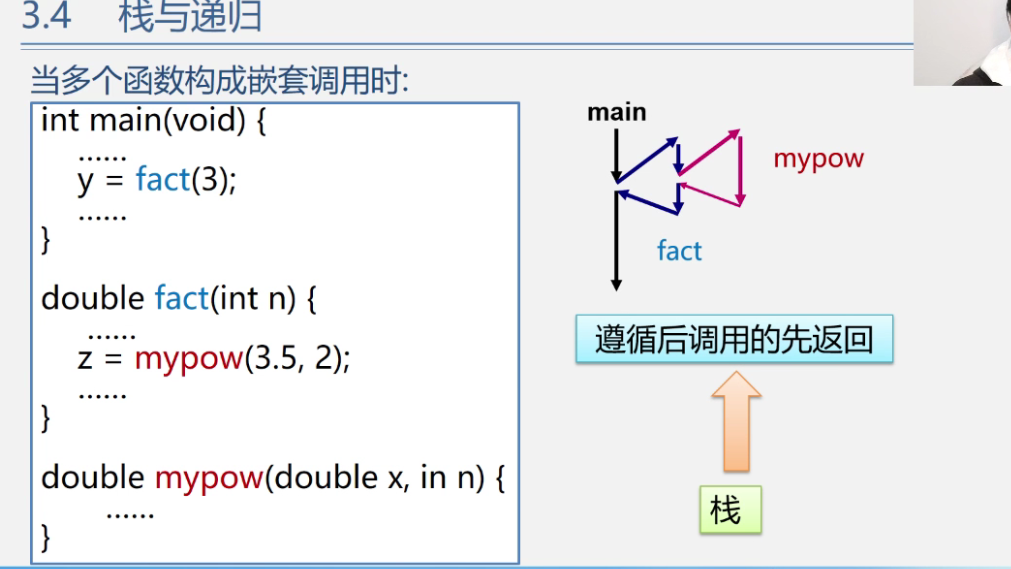 3.4 栈与递归
当多个函数构成嵌套调用时:
int main(void) {
......
y = fact(3);
......
}
double fact(int n) {
......
z = mypow(3.5, 2);
......
}
double mypow(double x, in n) {
......
}
main
mypow
fact
遵循后调用的先返回
栈